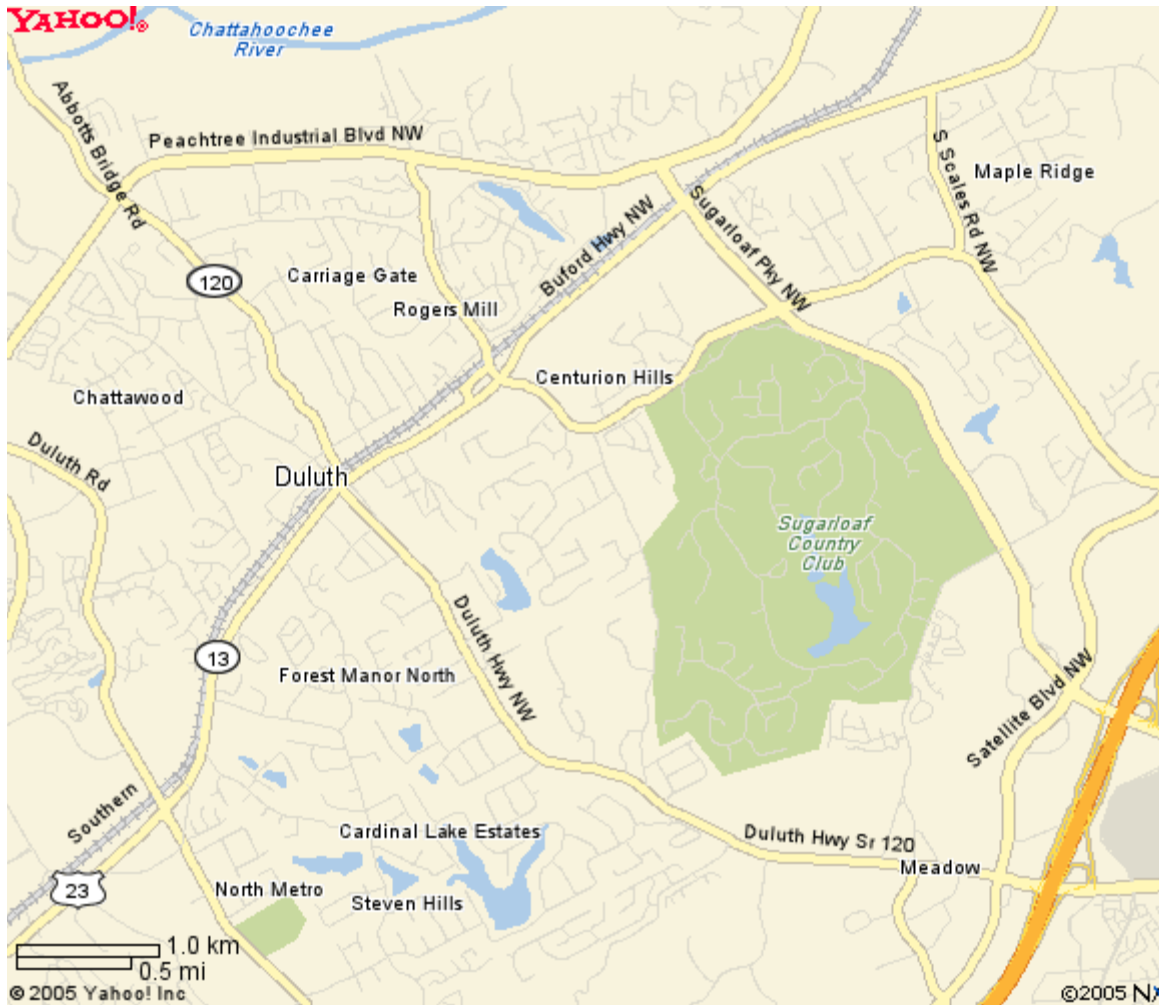 YAHOO!®
Chattahoochee
River
Abbotts Bridge Rd
Peachtree Industrial Blvd NW
S Scales Rd NW
Maple Ridge
Sugarloaf Pky NW
Buford Hwy NW
120
Carriage Gate
Rogers Mill
Centurion Hills
Chattawood
Duluth Rd
Duluth
Sugarloaf
Country
Club
Duluth Hwy NW
13
Forest Manor North
Satellite Blvd NW
Southern
Cardinal Lake Estates
Duluth Hwy Sr 120
Meadow
23
North Metro
Steven Hills
1.0 km
0.5 mi
© 2005 Yahoo! Inc
©2005